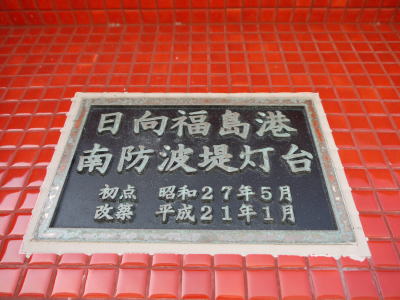 日向福島港
南防波堤灯台
初点 昭和27年5月
改築 平成21年1月